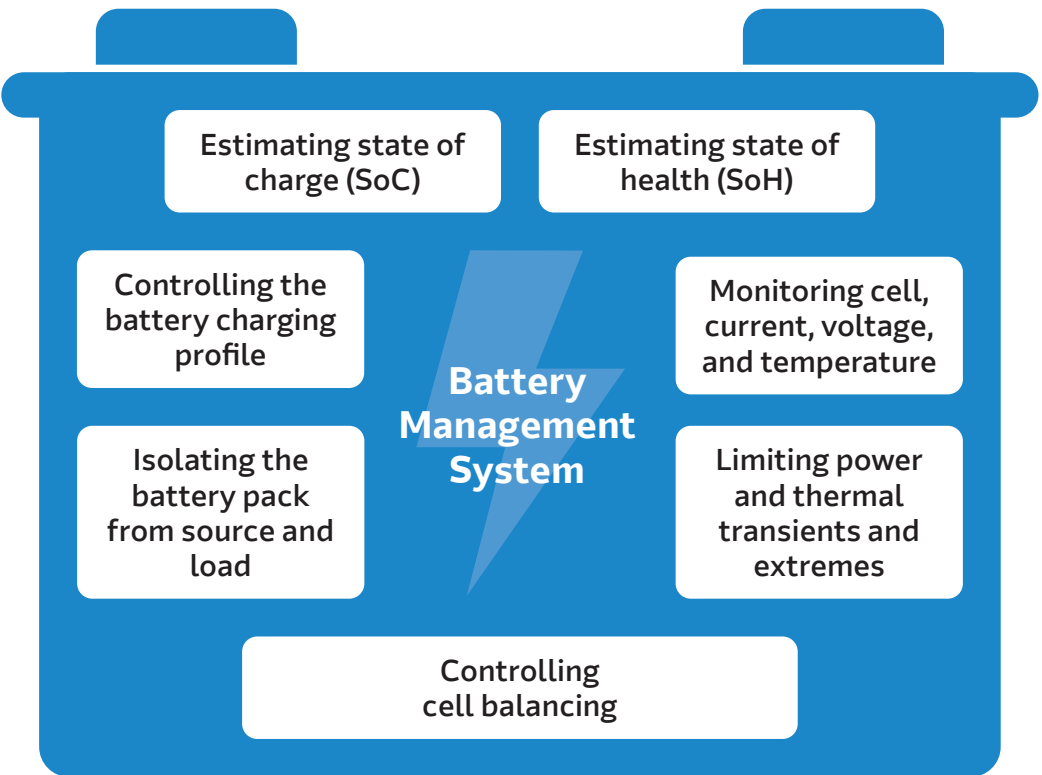 Estimating state of
charge (SoC)
Estimating state of
health (SoH)
Controlling the
battery charging
profile
Monitoring cell,
current, voltage,
and temperature
Battery
Management
System
Isolating the
battery pack
from source and
load
Limiting power
and thermal
transients and
extremes
Controlling
cell balancing